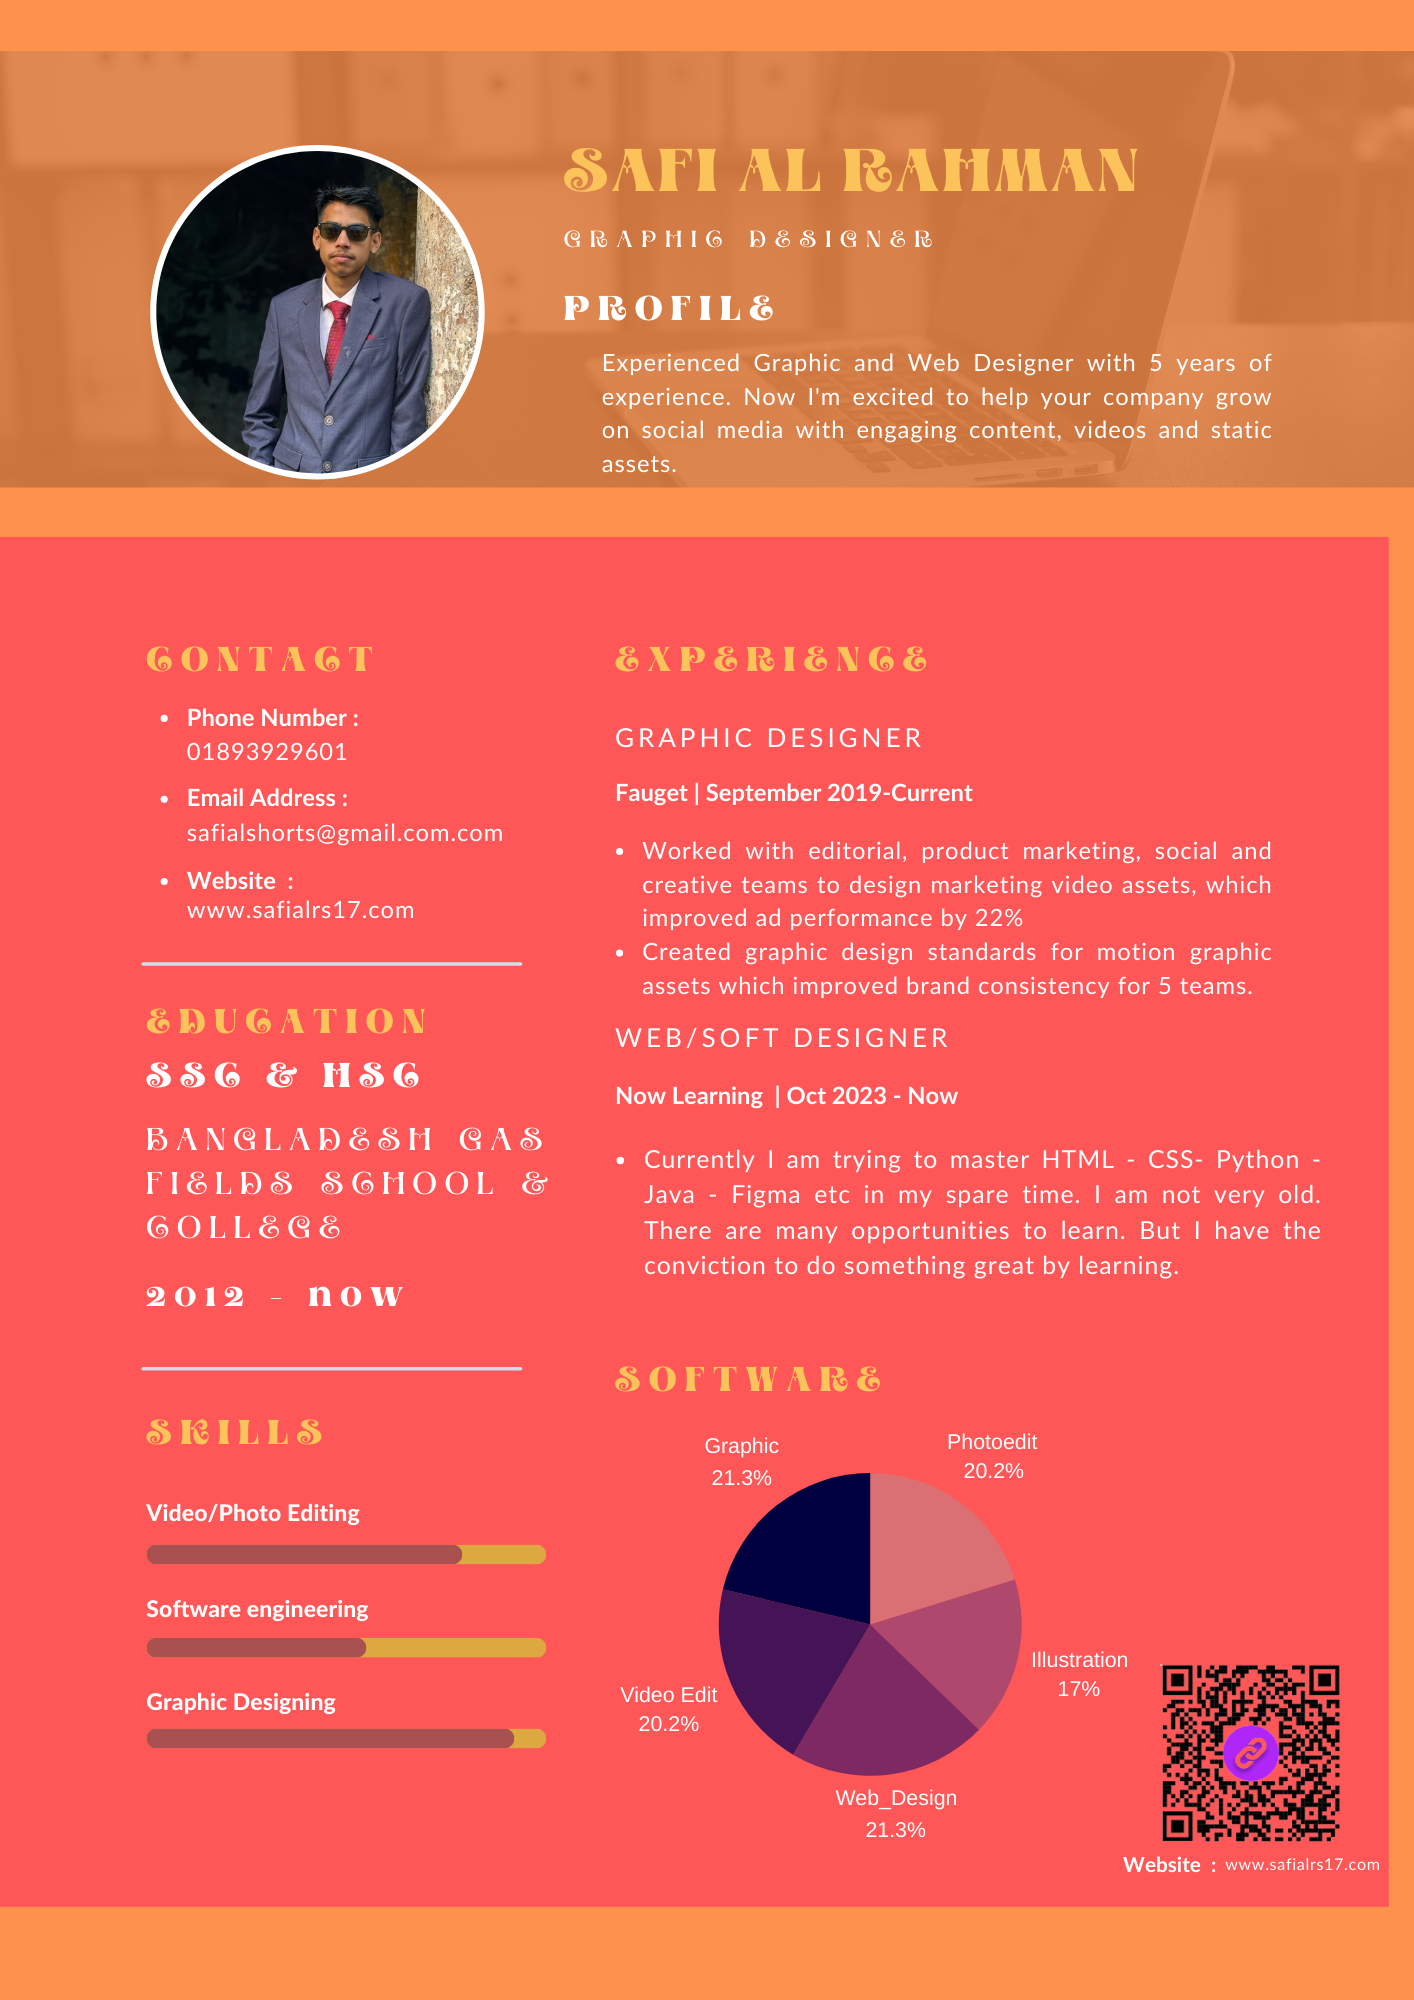 SAFI AL RAHMAN
GRAPHIC DESIGNER
PROFILE
Experienced Graphic and Web Designer with 5 years of
experience. Now I'm excited to help your company grow
on social media with engaging content, videos and static
assets.
CONTACT
• Phone Number :
01893929601
• Email Address :
safialshorts@gmail.com.com
• Website :
www.safialrs17.com
EDUCATION
SSC & HSC
BANGLADESH GAS
FIELDS SCHOOL &
COLLEGE
2012 - NOW
SKILLS
Video/Photo Editing
Software engineering
Graphic Designing
EXPERIENCE
GRAPHIC DESIGNER
Fauget | September 2019-Current
• Worked with editorial, product marketing, social and
creative teams to design marketing video assets, which
improved ad performance by 22%
• Created graphic design standards for motion graphic
assets which improved brand consistency for 5 teams.
WEB/SOFT DESIGNER
Now Learning | Oct 2023 - Now
• Currently I am trying to master HTML - CSS- Python -
Java - Figma etc in my spare time. I am not very old.
There are many opportunities to learn. But I have the
conviction to do something great by learning.
SOFTWARE
Graphic
21.3%
Photoedit
20.2%
Illustration
17%
Video Edit
20.2%
Web_Design
21.3%
Website : www.safialrs17.com